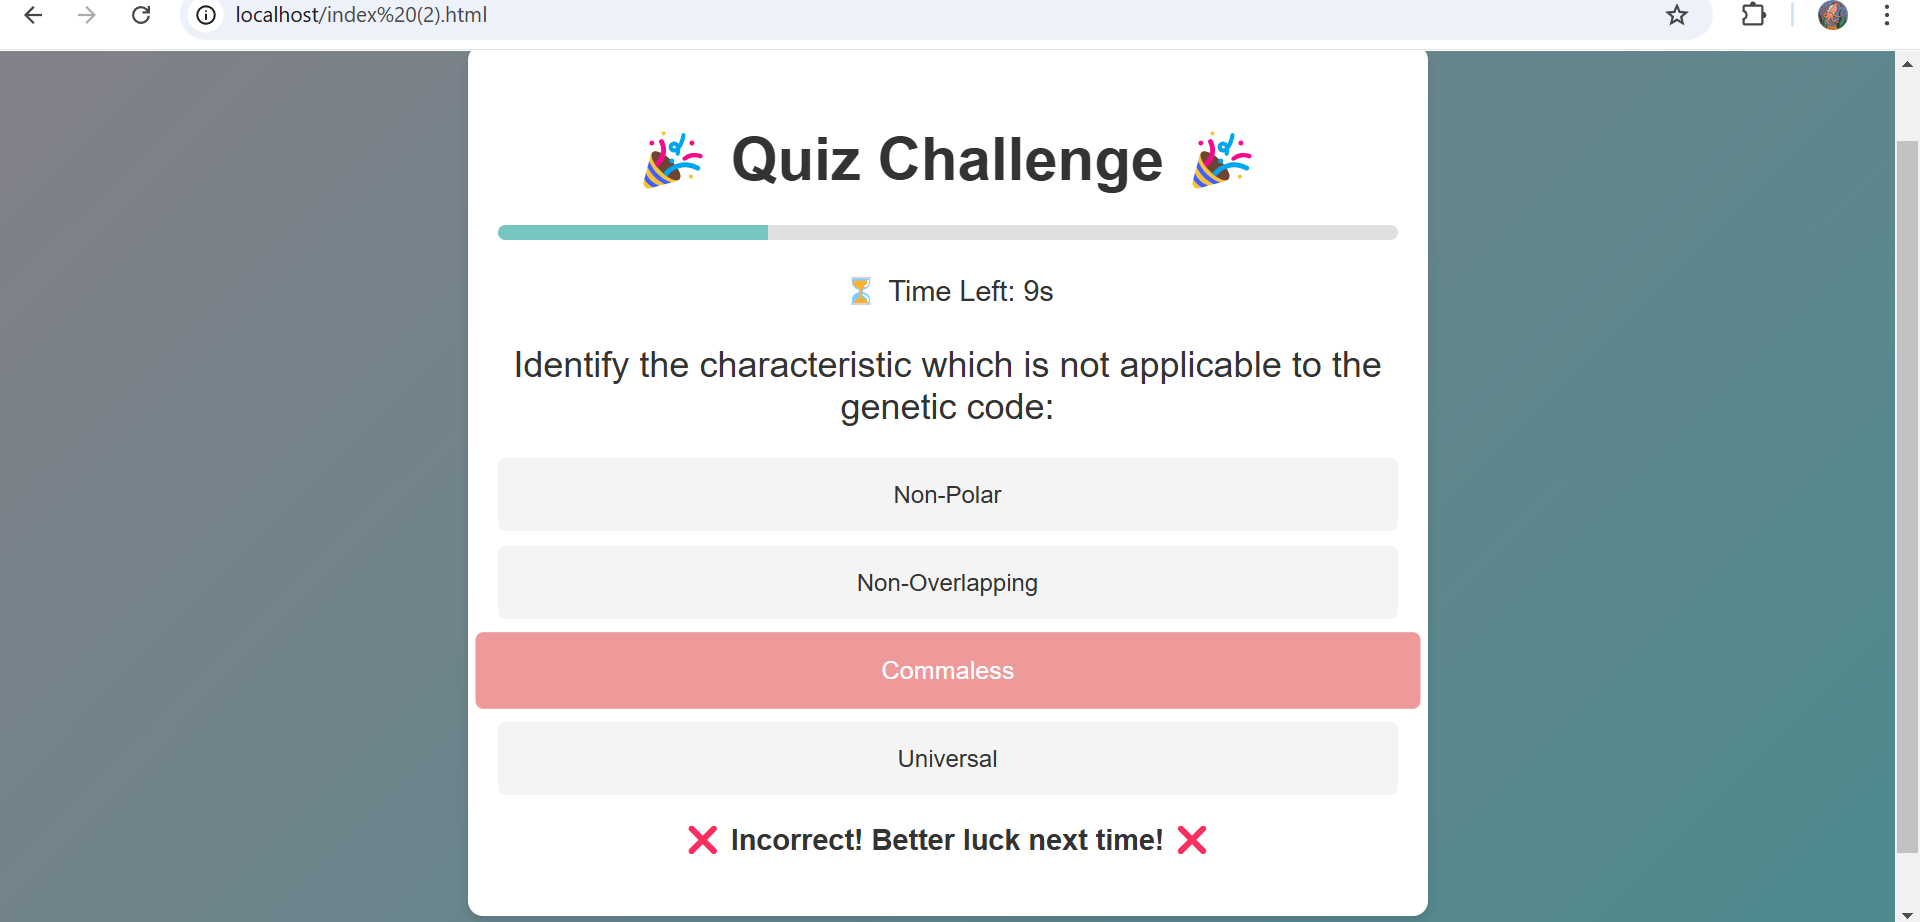 localhost/index%20(2).html
🎉 Quiz Challenge 🎉
⏳ Time Left: 9s
Identify the characteristic which is not applicable to the
genetic code:
Non-Polar
Non-Overlapping
Commaless
Universal
❌ Incorrect! Better luck next time! ❌